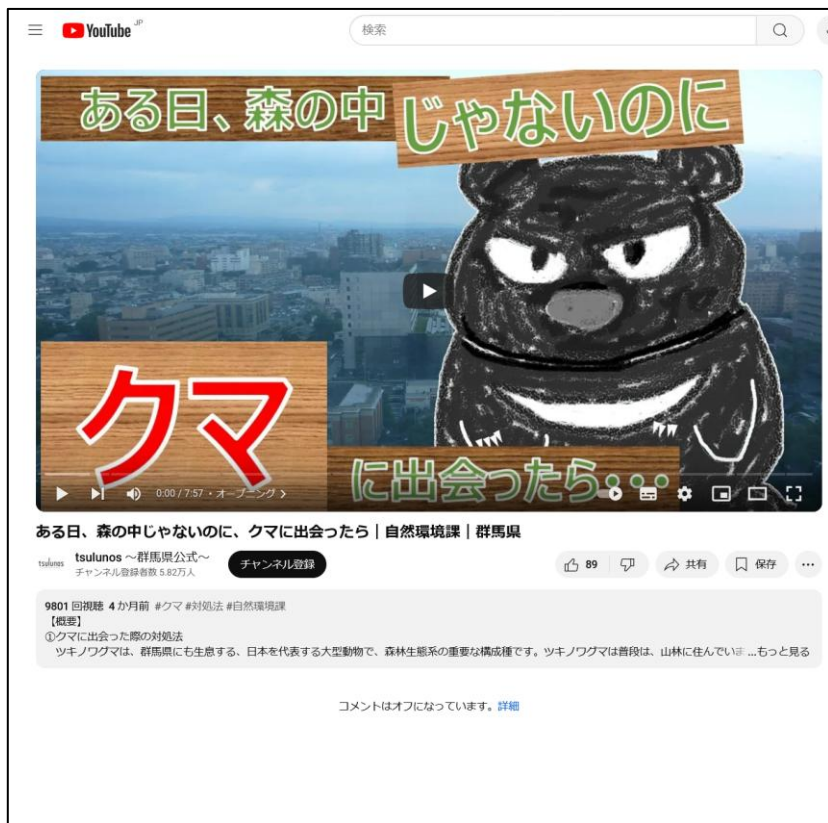 YouTube JP
検索
ある日、森の中じゃないのに
クマ
に出会ったら・・・
0:00 / 7:57 • オープニング
ある日、森の中じゃないのに、クマに出会ったら | 自然環境課 | 群馬県
tsulunos
tsulunos ～群馬県公式～
チャンネル登録者数 5.82万人
チャンネル登録
89
共有
保存
9801 回視聴 4 か月前 #クマ #対処法 #自然環境課
【概要】
①クマに出会った際の対処法
ツキノワグマは、群馬県にも生息する、日本を代表する大型動物で、森林生態系の重要な構成種です。ツキノワグマは普段は、山林に住んでいま ...もっと見る
コメントはオフになっています。 詳細